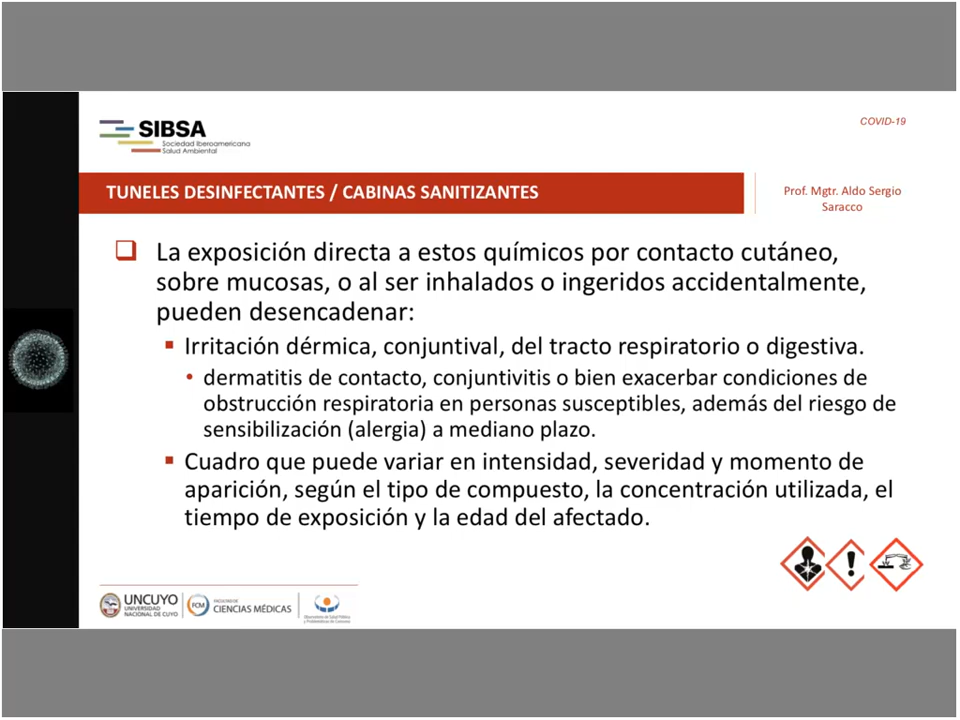 SIBSA
Sociedad Iberoamericana
Salud Ambiental
COVID-19
TUNELES DESINFECTANTES / CABINAS SANITIZANTES
Prof. Mgtr. Aldo Sergio
Saracco
La exposición directa a estos químicos por contacto cutáneo,
sobre mucosas, o al ser inhalados o ingeridos accidentalmente,
pueden desencadenar:
Irritación dérmica, conjuntival, del tracto respiratorio o digestiva.
dermatitis de contacto, conjuntivitis o bien exacerbar condiciones de
obstrucción respiratoria en personas susceptibles, además del riesgo de
sensibilización (alergia) a mediano plazo.
Cuadro que puede variar en intensidad, severidad y momento de
aparición, según el tipo de compuesto, la concentración utilizada, el
tiempo de exposición y la edad del afectado.
UNCUYO
UNIVERSIDAD
NACIONAL DE CUYO
FCM
FACULTAD DE
CIENCIAS MÉDICAS
Observatorio de Salud Pública